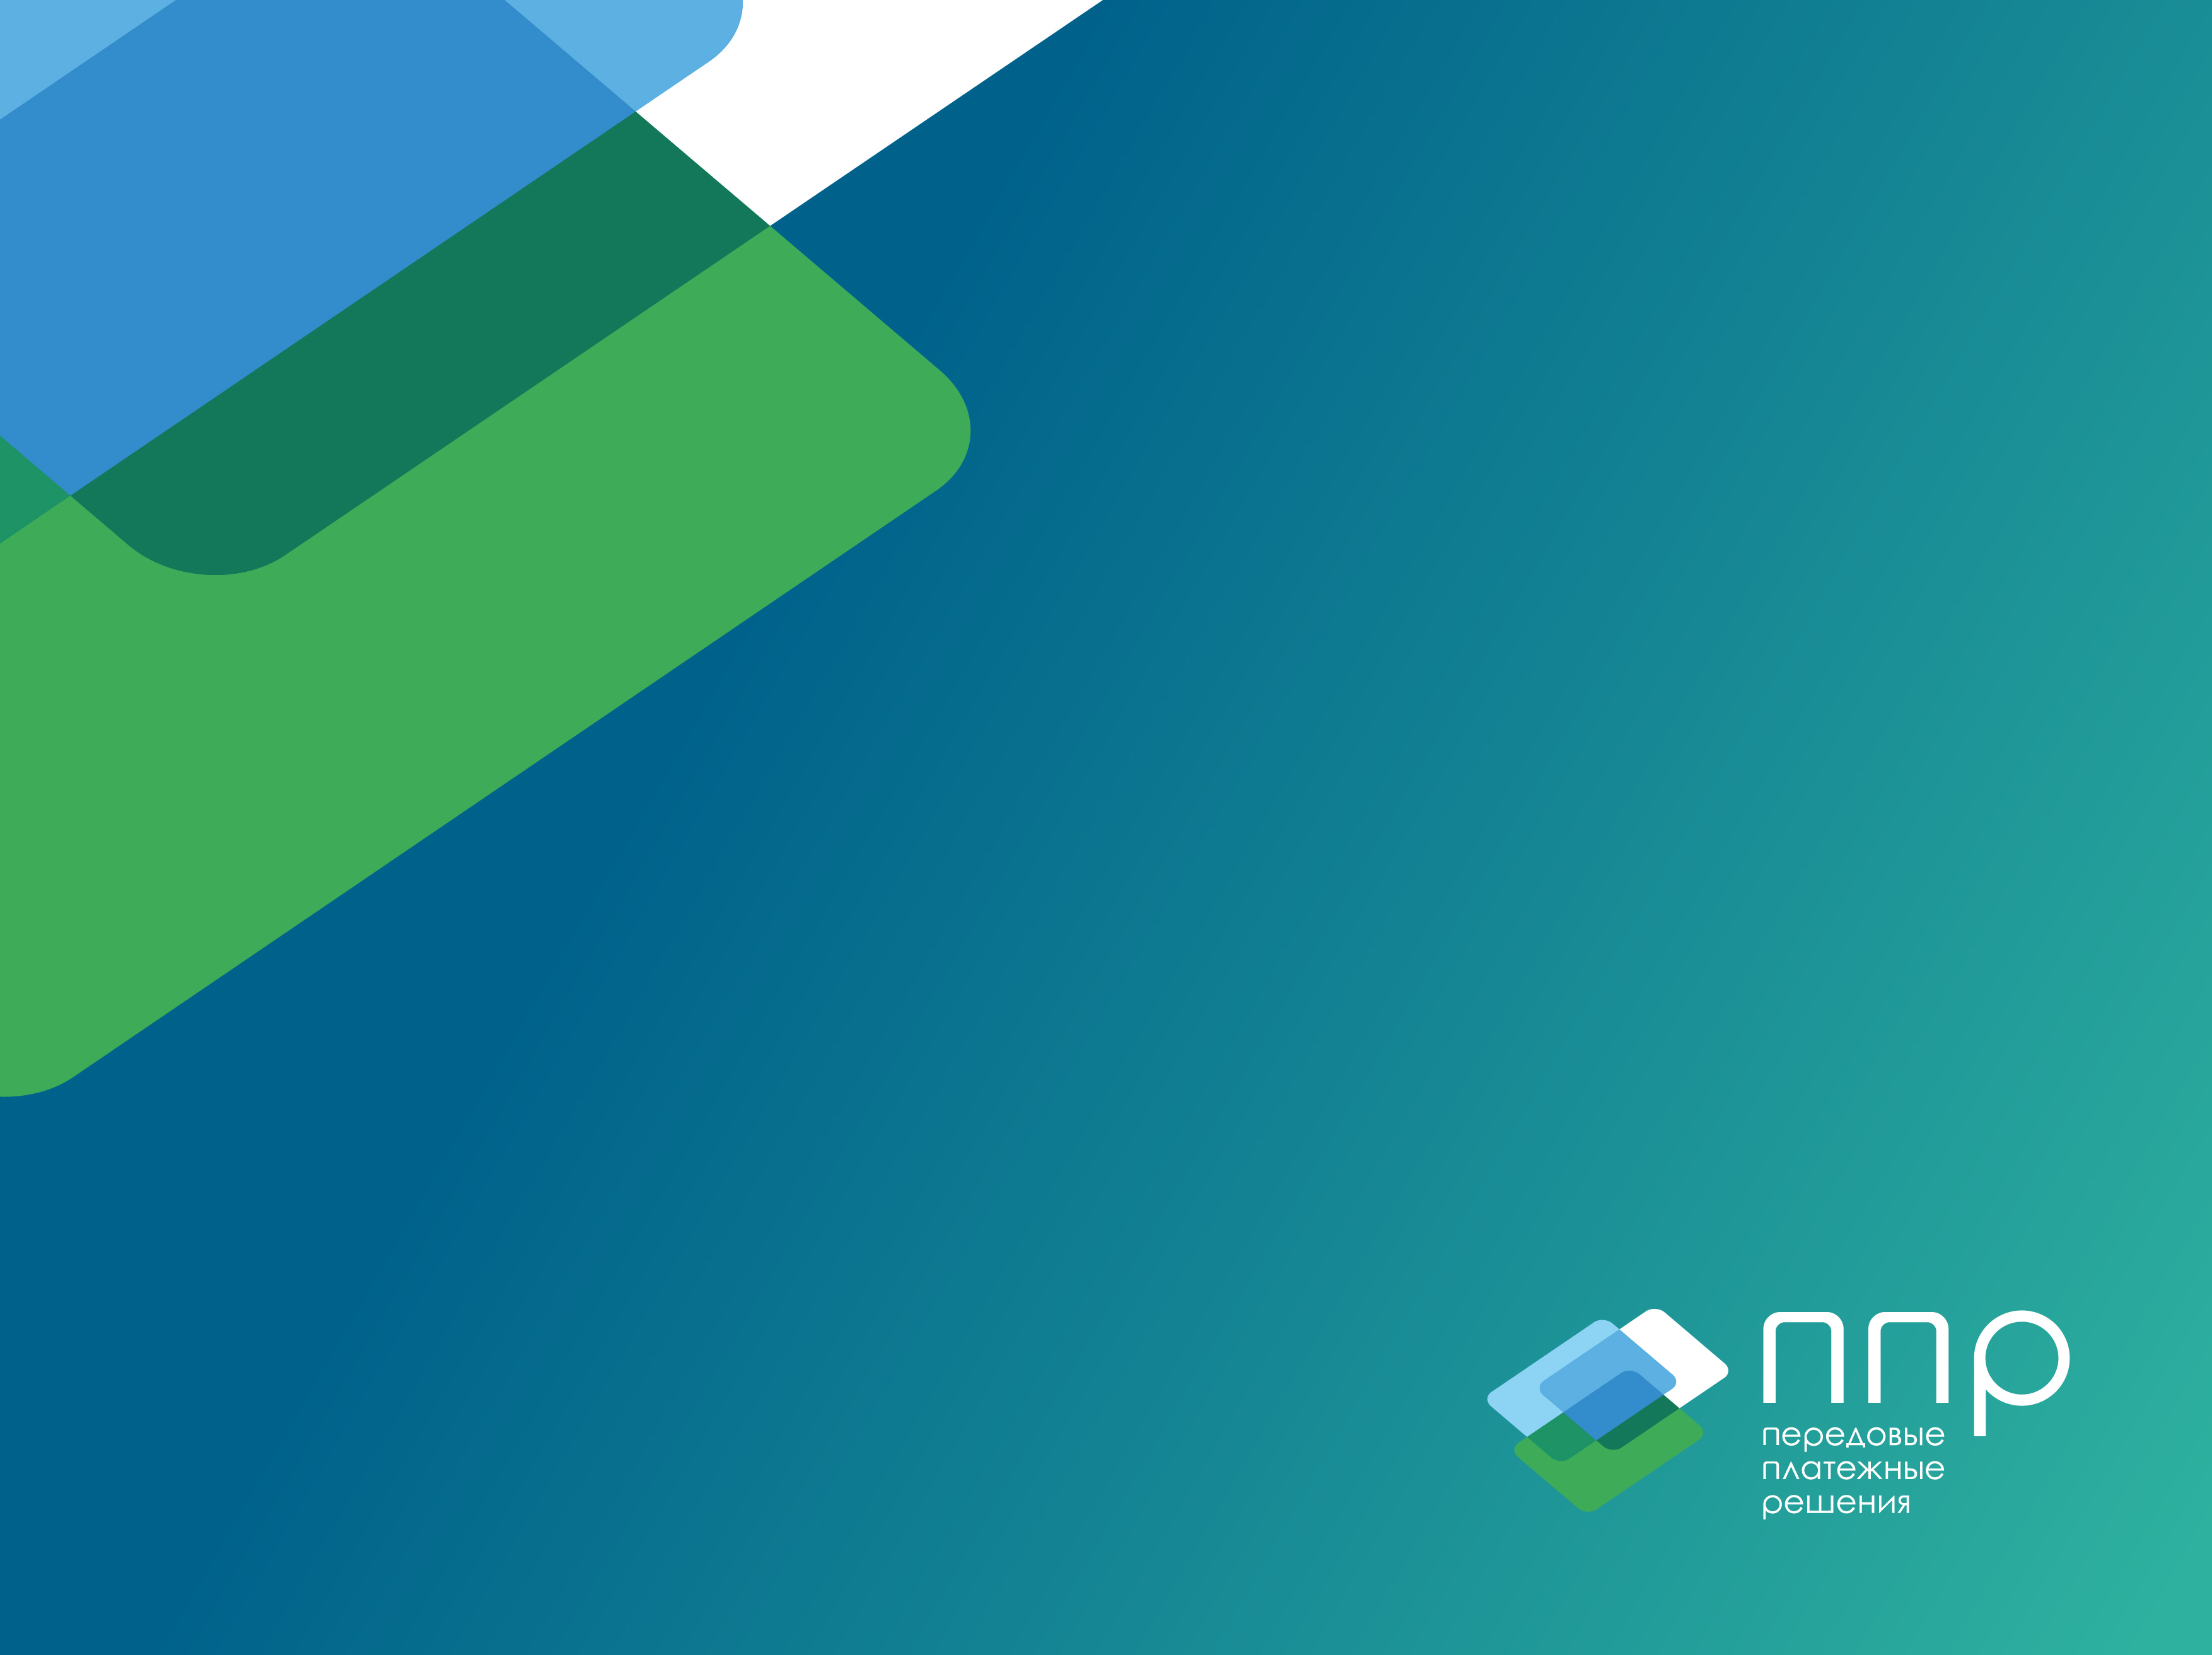 ппр
передовые
платежные
решения